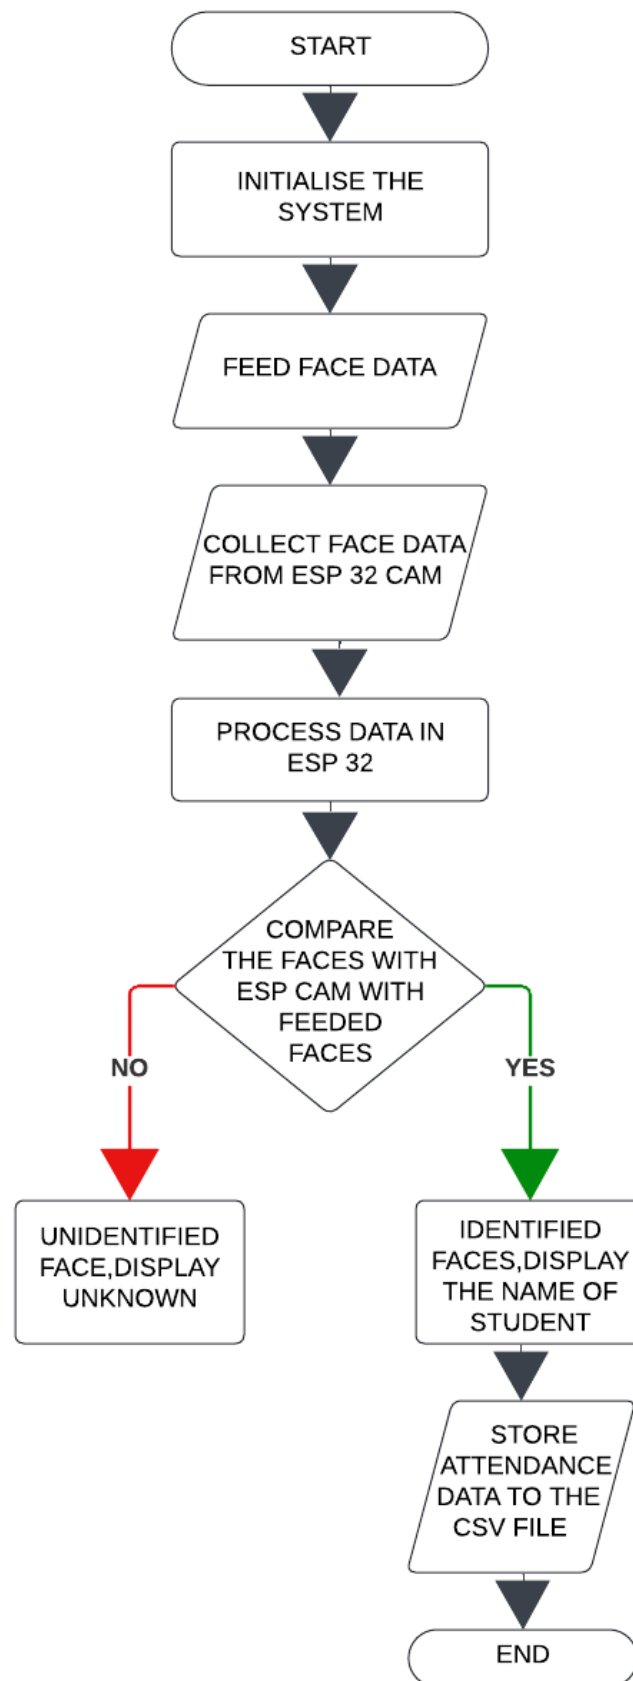 START
INITIALISE THE
SYSTEM
FEED FACE DATA
COLLECT FACE DATA
FROM ESP 32 CAM
PROCESS DATA IN
ESP 32
COMPARE
THE FACES WITH
ESP CAM WITH
FEEDED
FACES
NO
YES
UNIDENTIFIED
FACE,DISPLAY
UNKNOWN
IDENTIFIED
FACES,DISPLAY
THE NAME OF
STUDENT
STORE
ATTENDANCE
DATA TO THE
CSV FILE
END